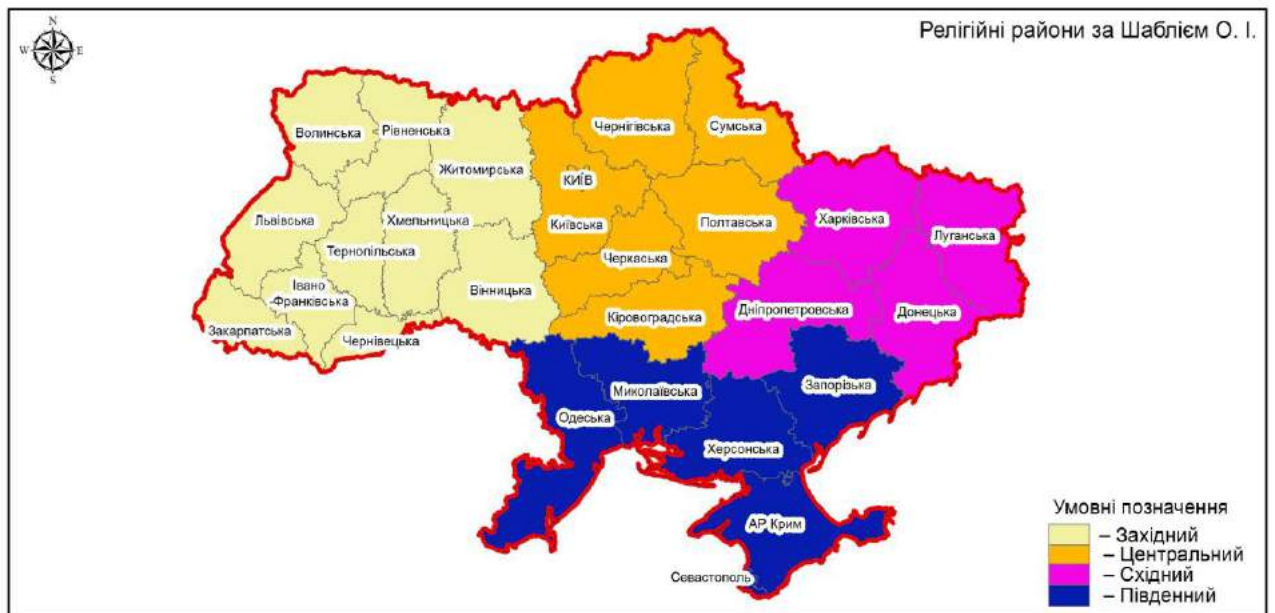 Релігійні райони за Шаблієм О. І.
N
W
E
S
Волинська
Рівненська
Житомирська
Чернігівська
Сумська
КИЇВ
Київська
Львівська
Хмельницька
Тернопільська
Полтавська
Харківська
Луганська
Черкаська
Івано
-Франківська
Вінницька
Закарпатська
Чернівецька
Кіровоградська
Дніпропетровська
Донецька
Миколаївська
Запорізька
Одеська
Херсонська
АР Крим
Севастополь
Умовні позначення
– Західний
– Центральний
– Східний
– Південний